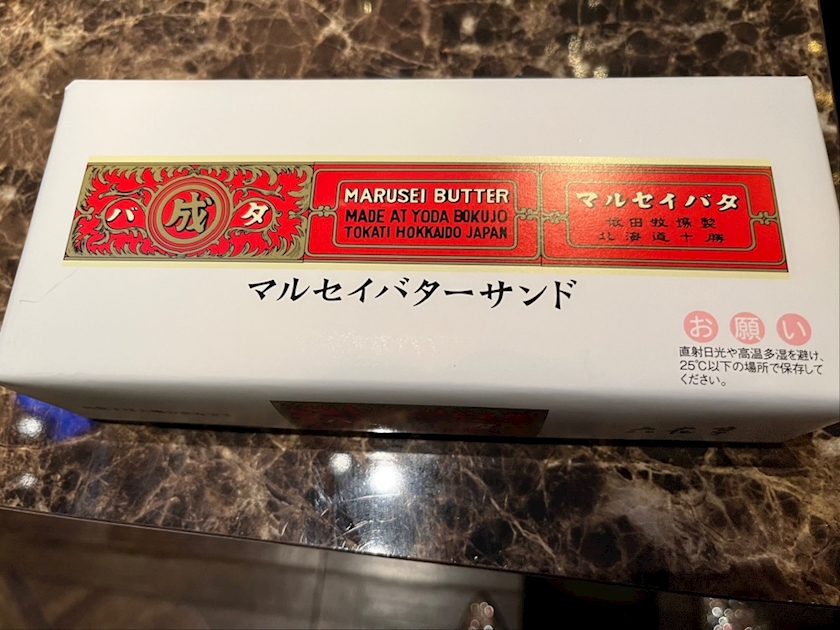 バ 成 タ
MARUSEI BUTTER
MADE AT YODA BOKUJO
TOKATI HOKKAIDO JAPAN
マルセイバタ
依田牧場製
北海道十勝
マルセイバターサンド
お願い
直射日光や高温多湿を避け、
25℃以下の場所で保存して
ください。